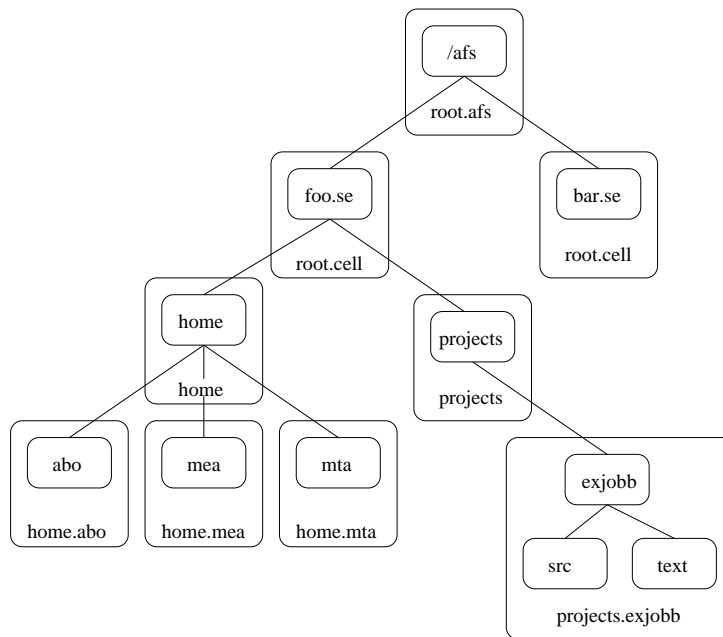 /afs
root.afs
foo.se
root.cell
bar.se
root.cell
home
home
projects
projects
abo
home.abo
mea
home.mea
mta
home.mta
exjobb
src
text
projects.exjobb